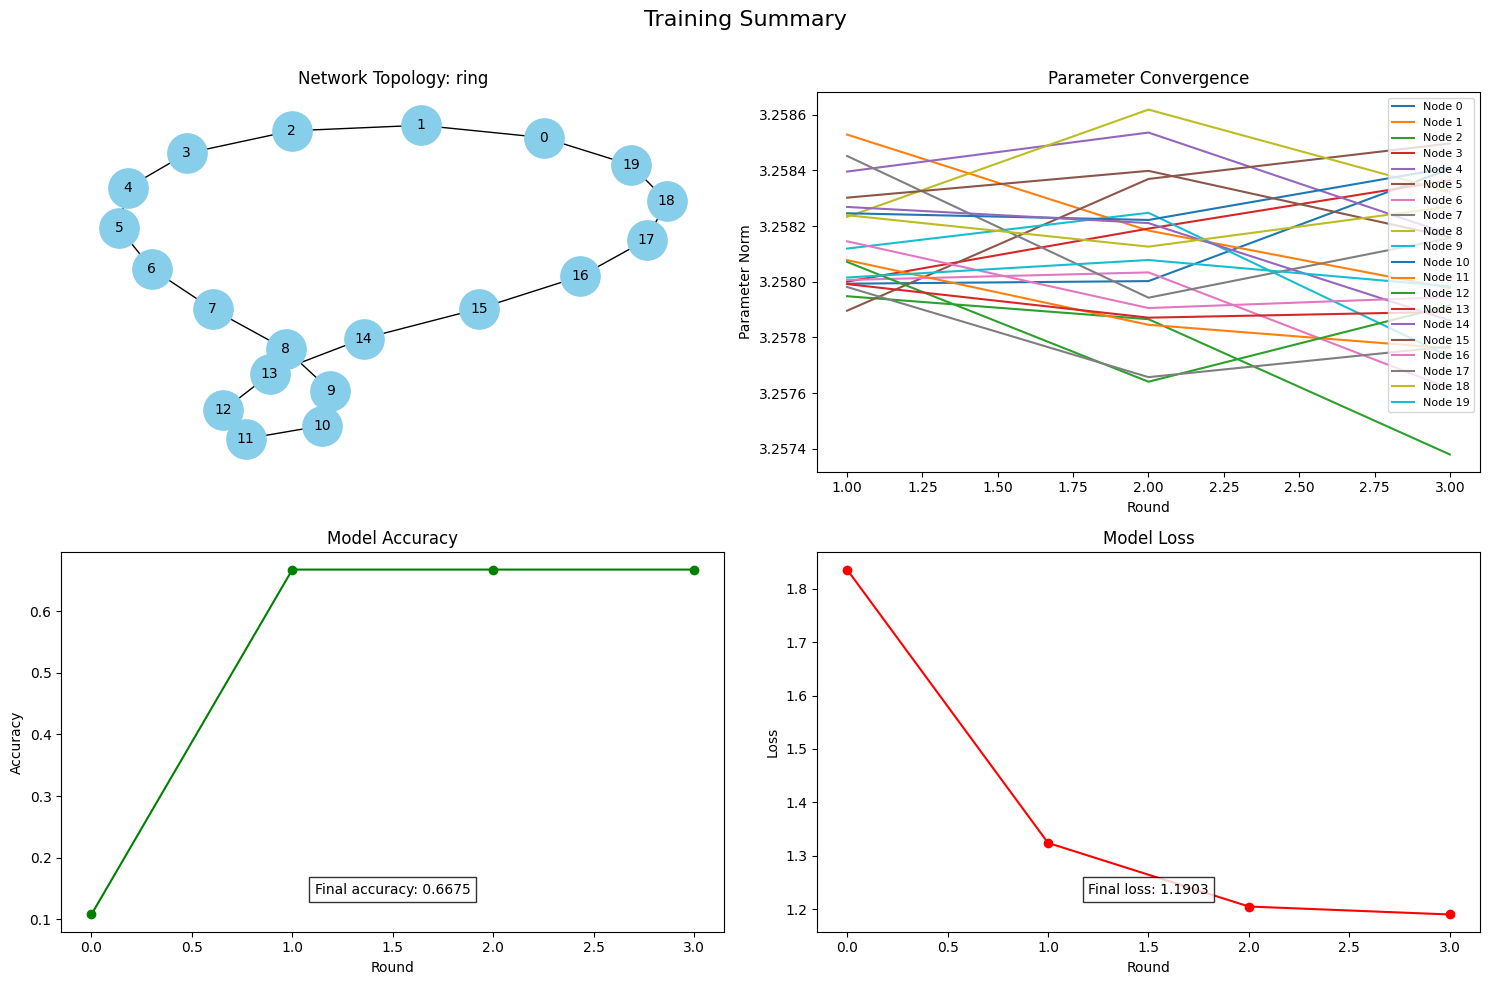 Training Summary
Network Topology: ring
1
2
0
3
19
4
18
5
17
6
16
7
15
14
8
13
9
12
10
11
Parameter Convergence
Parameter Norm
3.2586
3.2584
3.2582
3.2580
3.2578
3.2576
3.2574
Node 0
Node 1
Node 2
Node 3
Node 4
Node 5
Node 6
Node 7
Node 8
Node 9
Node 10
Node 11
Node 12
Node 13
Node 14
Node 15
Node 16
Node 17
Node 18
Node 19
1.00 1.25 1.50 1.75 2.00 2.25 2.50 2.75 3.00
Round
Model Accuracy
Accuracy
0.6
0.5
0.4
0.3
0.2
0.1
Final accuracy: 0.6675
0.0 0.5 1.0 1.5 2.0 2.5 3.0
Round
Model Loss
Loss
1.8
1.7
1.6
1.5
1.4
1.3
1.2
Final loss: 1.1903
0.0 0.5 1.0 1.5 2.0 2.5 3.0
Round